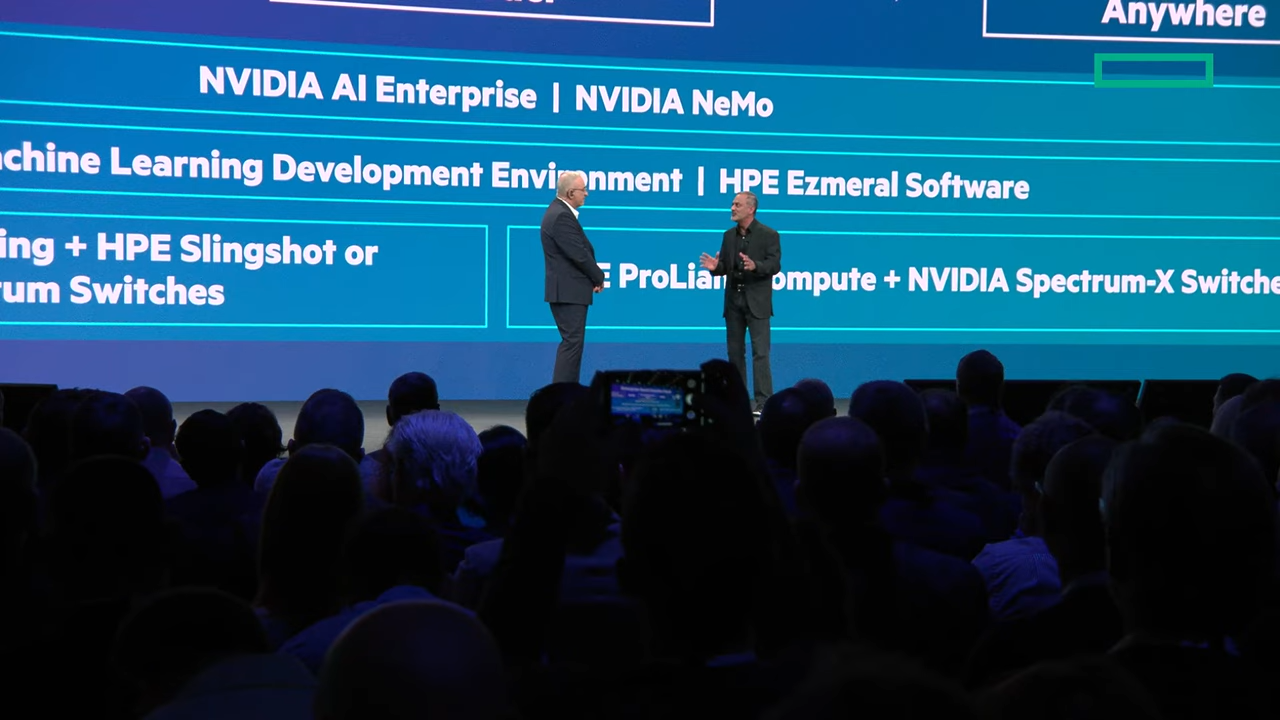 Anywhere
NVIDIA AI Enterprise | NVIDIA NeMo
achine Learning Development Environment | HPE Ezmeral Software
ing + HPE Slingshot or
rum Switches
E ProLian ompute + NVIDIA Spectrum-X Switche